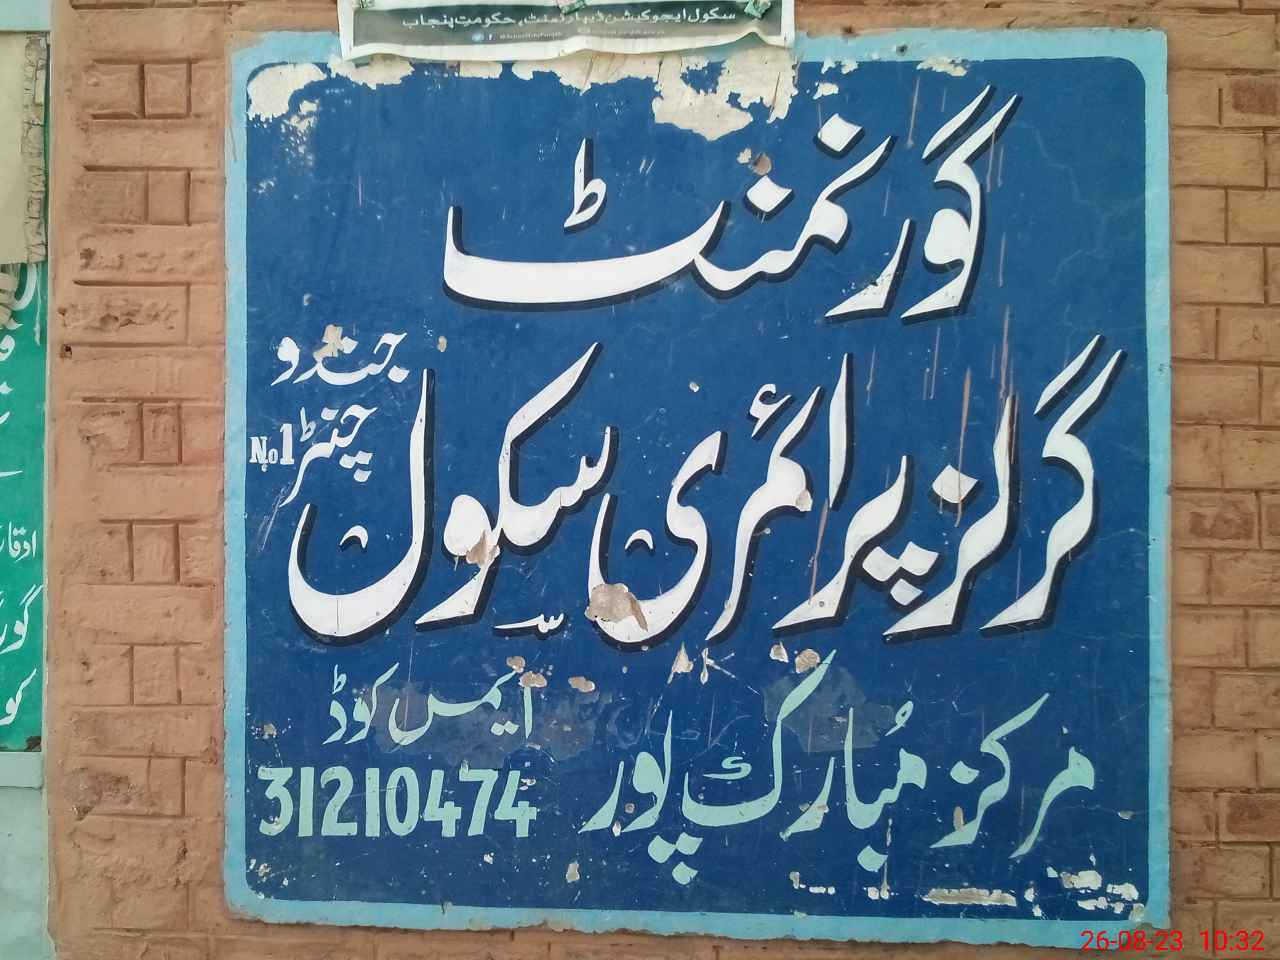 سکول ایجوکیشن ڈیپارٹمنٹ، حکومت پنجاب
گورنمنٹ
گرلز پرائمری سکول
جندو
چنڑ No1
مرکز مبارک پور
ایمس کوڈ
31210474
26-08-23 10:32